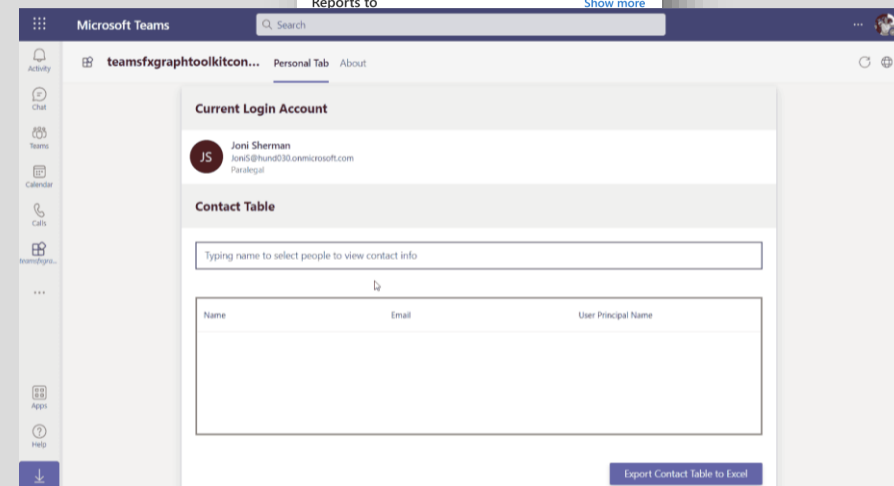 Reports to Show more
Microsoft Teams Search
Activity
Chat
Teams
Calendar
Calls
teamsfxgra...
Apps
Help
teamsfxgraphtoolkitcon... Personal Tab About
Current Login Account
JS
Joni Sherman
JoniS@hund030.onmicrosoft.com
Paralegal
Contact Table
Typing name to select people to view contact info
Name Email User Principal Name
Export Contact Table to Excel